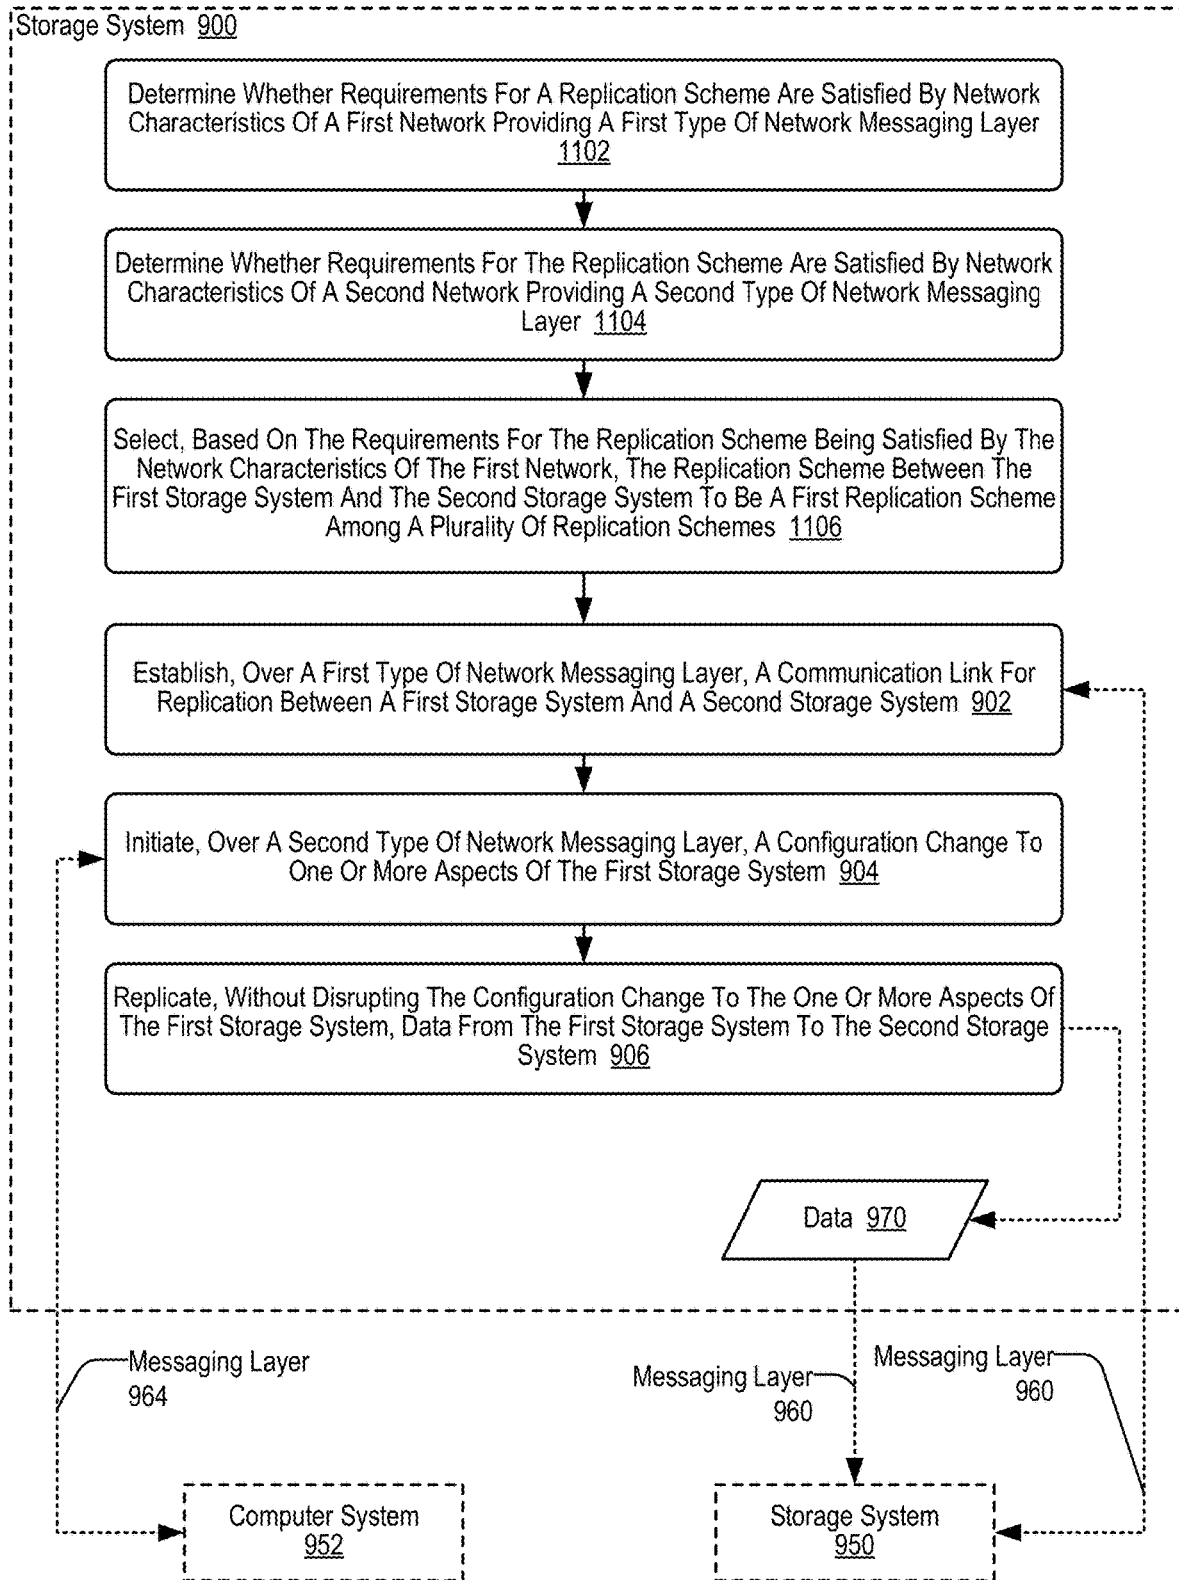 Storage System 900
Determine Whether Requirements For A Replication Scheme Are Satisfied By Network
Characteristics Of A First Network Providing A First Type Of Network Messaging Layer
1102
Determine Whether Requirements For The Replication Scheme Are Satisfied By Network
Characteristics Of A Second Network Providing A Second Type Of Network Messaging
Layer 1104
Select, Based On The Requirements For The Replication Scheme Being Satisfied By The
Network Characteristics Of The First Network, The Replication Scheme Between The
First Storage System And The Second Storage System To Be A First Replication Scheme
Among A Plurality Of Replication Schemes 1106
Establish, Over A First Type Of Network Messaging Layer, A Communication Link For
Replication Between A First Storage System And A Second Storage System 902
Initiate, Over A Second Type Of Network Messaging Layer, A Configuration Change To
One Or More Aspects Of The First Storage System 904
Replicate, Without Disrupting The Configuration Change To The One Or More Aspects Of
The First Storage System, Data From The First Storage System To The Second Storage
System 906
Data 970
Messaging Layer
964
Messaging Layer
960
Messaging Layer
960
Computer System
952
Storage System
950